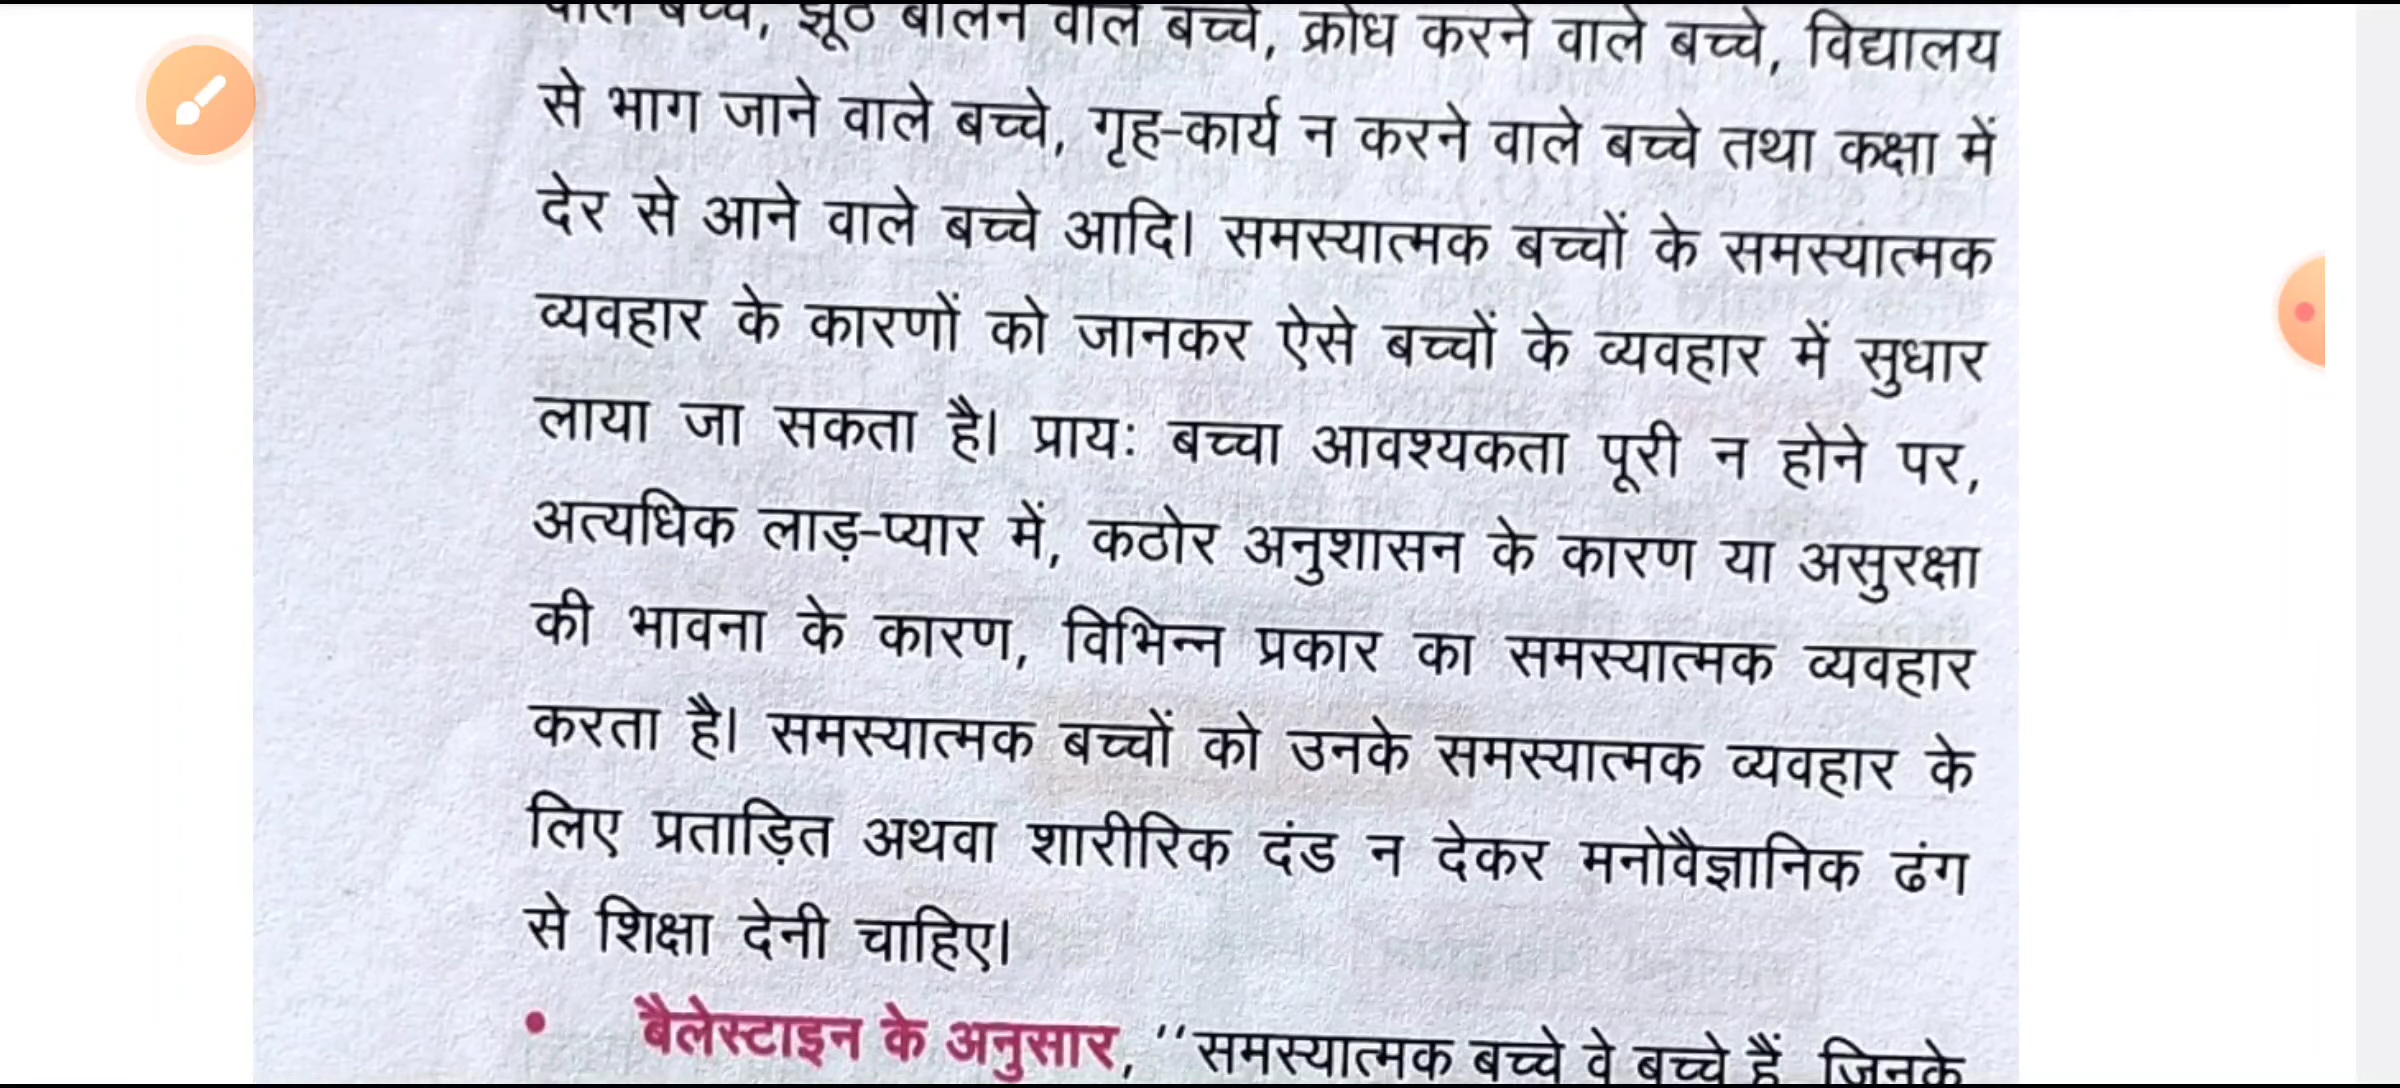 वाले बच्चे, झूठ बोलने वाले बच्चे, क्रोध करने वाले बच्चे, विद्यालय
से भाग जाने वाले बच्चे, गृह-कार्य न करने वाले बच्चे तथा कक्षा में
देर से आने वाले बच्चे आदि। समस्यात्मक बच्चों के समस्यात्मक
व्यवहार के कारणों को जानकर ऐसे बच्चों के व्यवहार में सुधार
लाया जा सकता है। प्रायः बच्चा आवश्यकता पूरी न होने पर,
अत्यधिक लाड़-प्यार में, कठोर अनुशासन के कारण या असुरक्षा
की भावना के कारण, विभिन्न प्रकार का समस्यात्मक व्यवहार
करता है। समस्यात्मक बच्चों को उनके समस्यात्मक व्यवहार के
लिए प्रताड़ित अथवा शारीरिक दंड न देकर मनोवैज्ञानिक ढंग
से शिक्षा देनी चाहिए।
• बैलेस्टाइन के अनुसार, ‘‘समस्यात्मक बच्चे वे बच्चे हैं जिनके